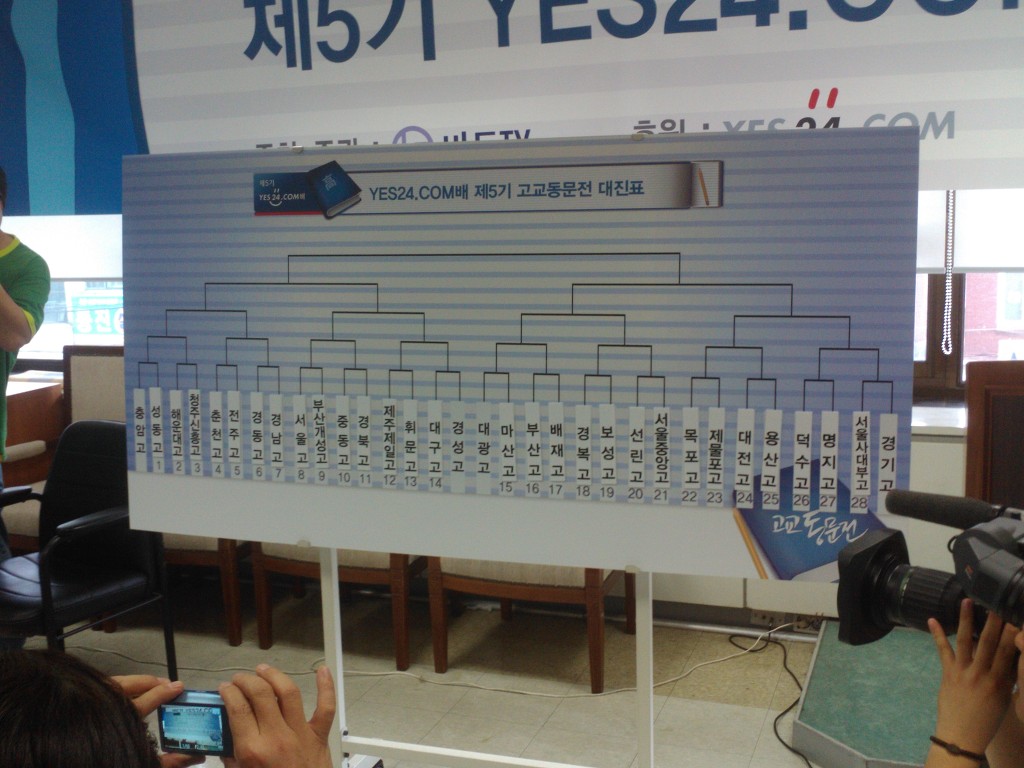 제5기 YES24.CO
바둑TV
후원 : YES24.COM
제5기
YES24.COM배
YES24.COM배 제5기 고교동문전 대진표
충암고
성동고 1
해운대고 2
청주신흥고 3
춘천고 4
전주고 5
경동고 6
경남고 7
서울고 8
부산개성고 9
중동고 10
경북고 11
제주제일고 12
휘문고 13
대구고 14
경성고
대광고
마산고 15
부산고 16
배재고 17
경복고 18
보성고 19
선린고 20
서울중앙고 21
목포고 22
제물포고 23
대전고 24
용산고 25
덕수고 26
명지고 27
서울사대부고 28
경기고
고교동문전